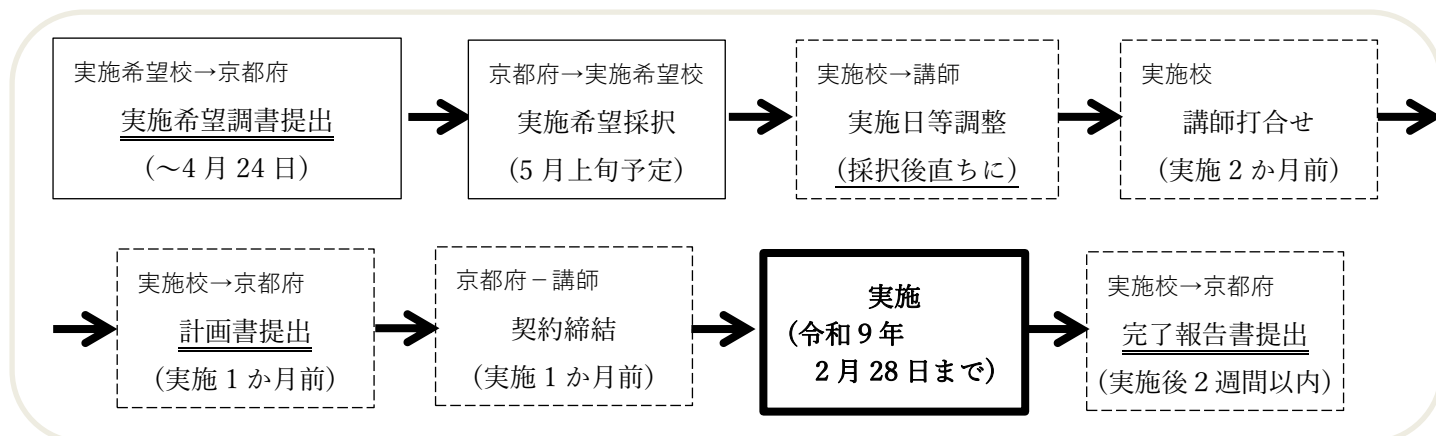 実施希望校→京都府
実施希望調書提出
(～4月24日)
京都府→実施希望校
実施希望採択
(5月上旬予定)
実施校→講師
実施日等調整
(採択後直ちに)
実施校
講師打合せ
(実施2か月前)
実施校→京都府
計画書提出
(実施1か月前)
京都府－講師
契約締結
(実施1か月前)
実施
(令和9年
2月28日まで)
実施校→京都府
完了報告書提出
(実施後2週間以内)